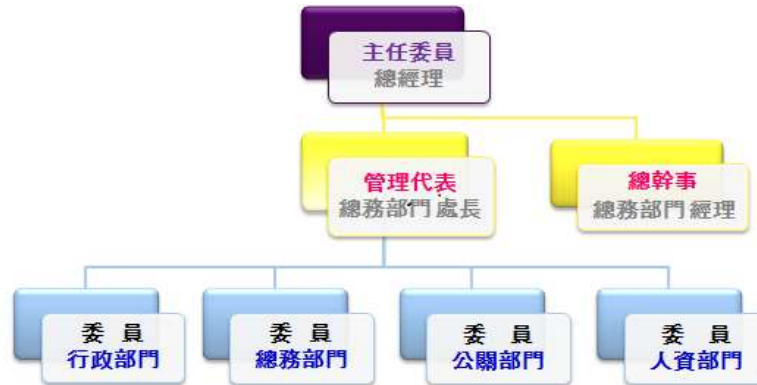 主任委員
總經理
管理代表
總務部門 處長
總幹事
總務部門 經理
委 員
行政部門
委 員
總務部門
委 員
公關部門
委 員
人資部門